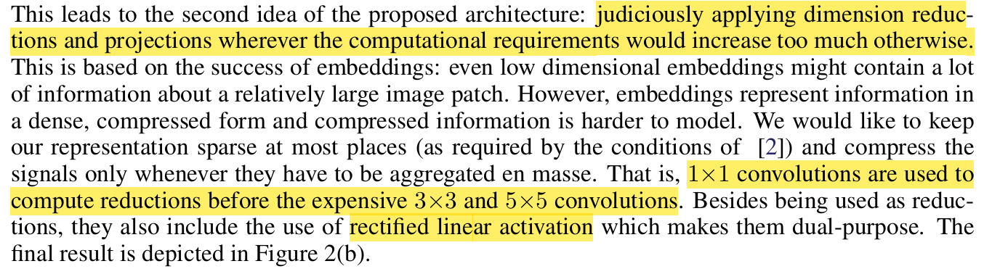 This leads to the second idea of the proposed architecture: judiciously applying dimension reduc-
tions and projections wherever the computational requirements would increase too much otherwise.
This is based on the success of embeddings: even low dimensional embeddings might contain a lot
of information about a relatively large image patch. However, embeddings represent information in
a dense, compressed form and compressed information is harder to model. We would like to keep
our representation sparse at most places (as required by the conditions of [2]) and compress the
signals only whenever they have to be aggregated en masse. That is, 1×1 convolutions are used to
compute reductions before the expensive 3×3 and 5×5 convolutions. Besides being used as reduc-
tions, they also include the use of rectified linear activation which makes them dual-purpose. The
final result is depicted in Figure 2(b).